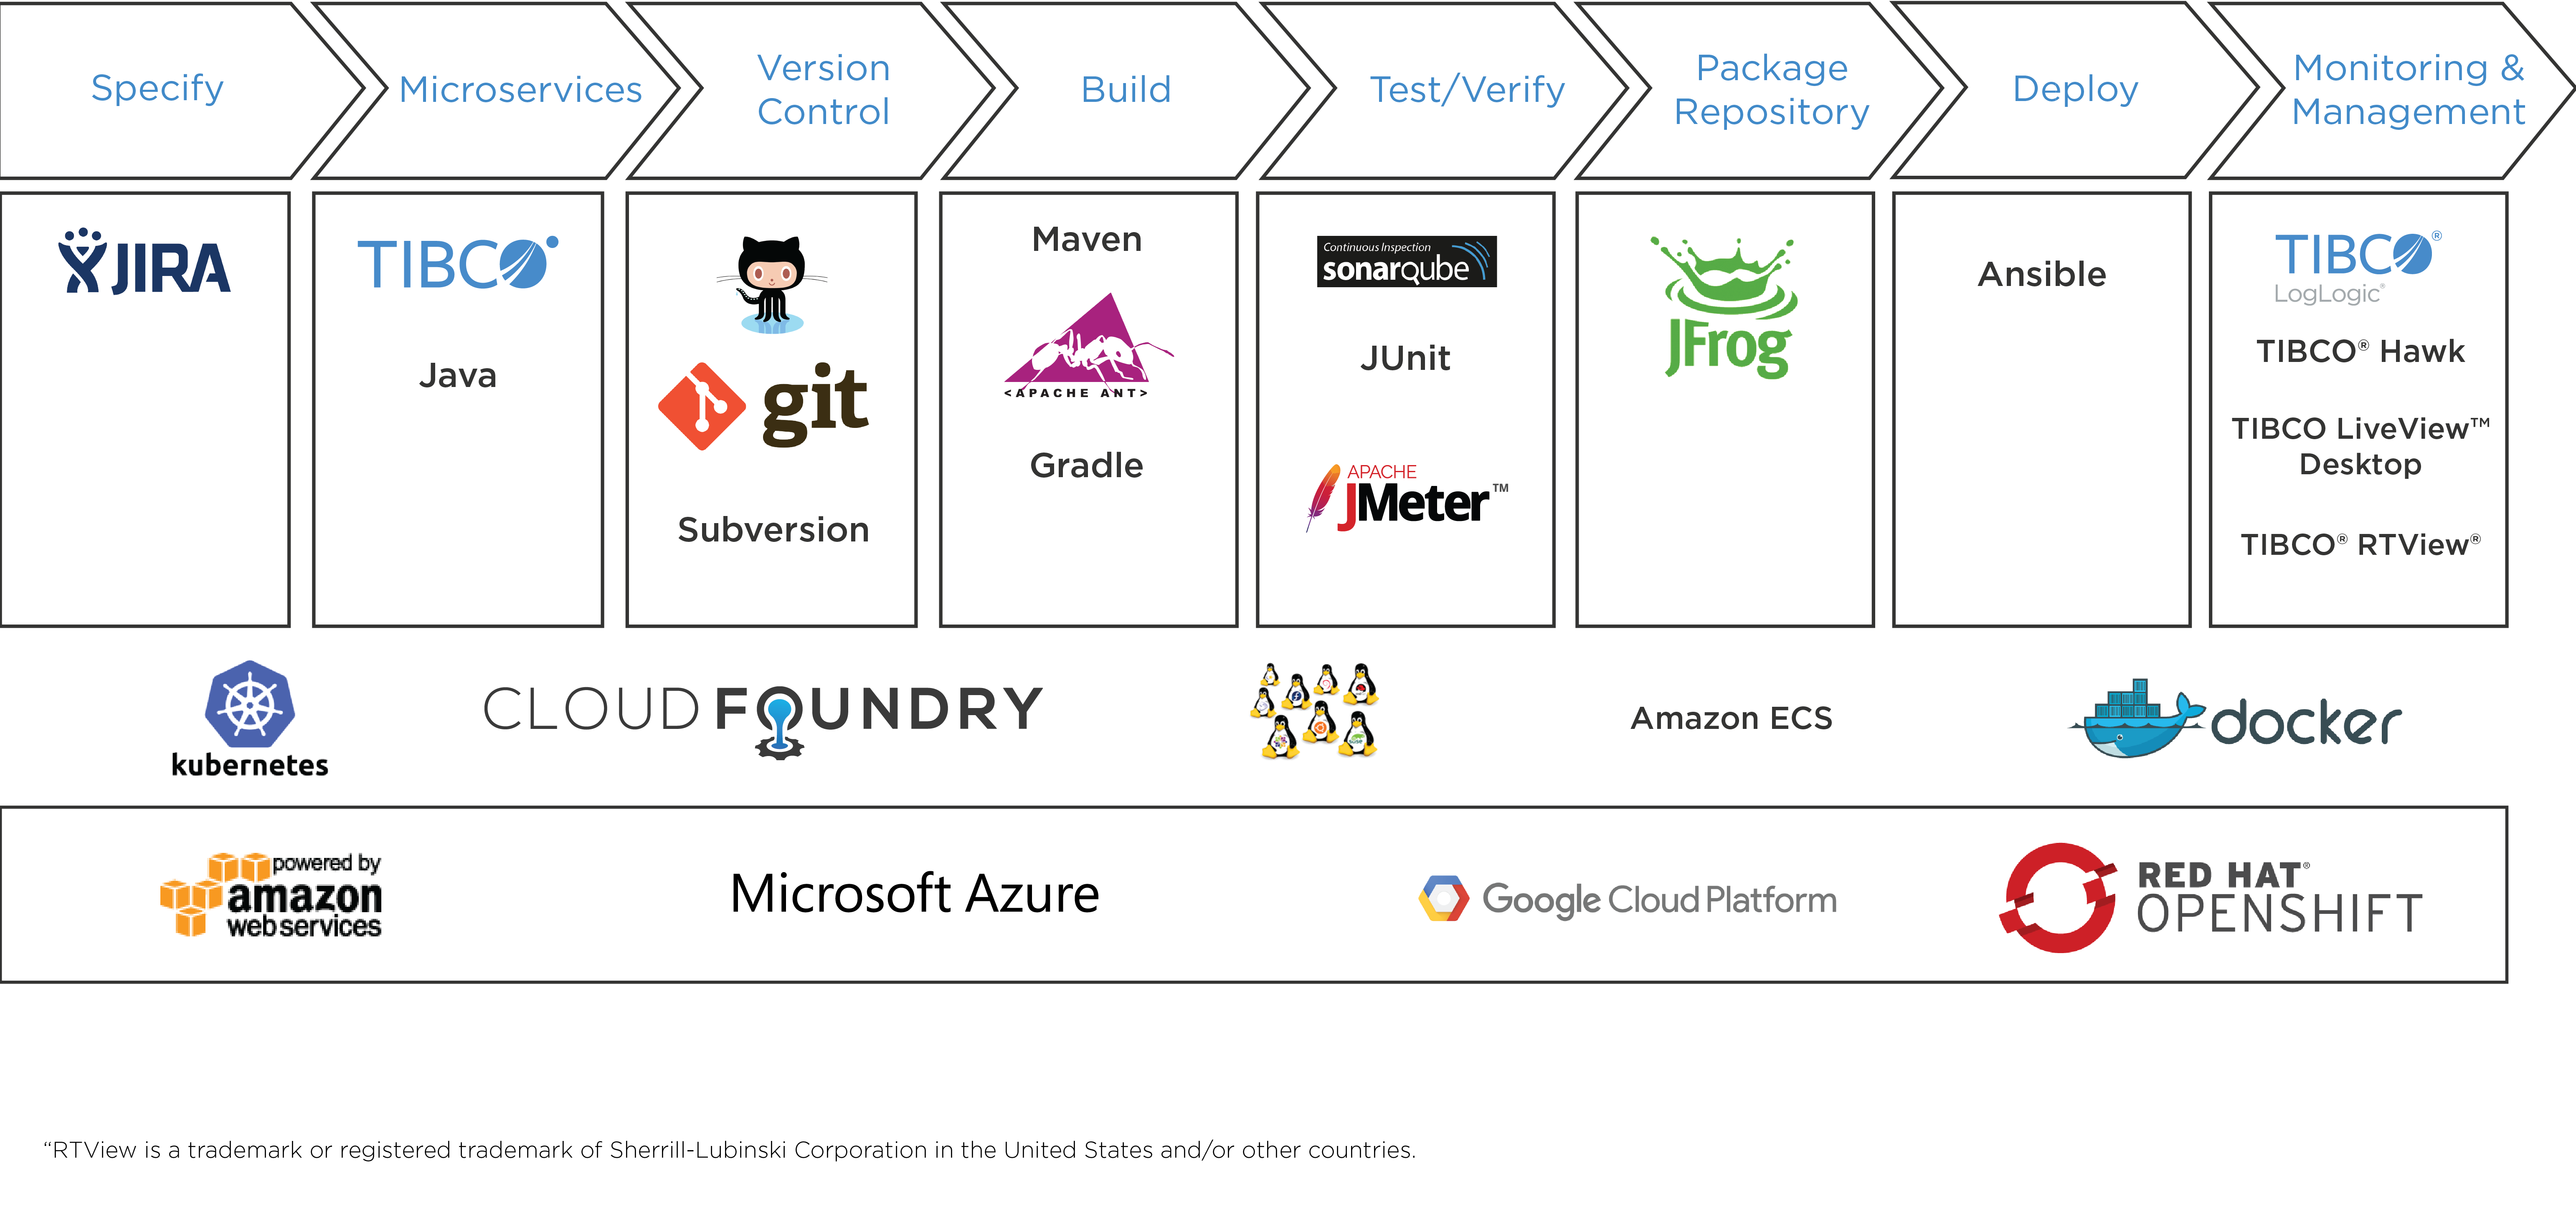 Specify
Microservices
Version
Control
Build
Test/Verify
Package
Repository
Deploy
Monitoring &
Management
JIRA
TIBCO
Java
git
Subversion
Maven
<APACHE ANT>
Gradle
Continuous Inspection
sonarqube
JUnit
APACHE
JMeter™
JFrog
Ansible
TIBCO®
LogLogic®
TIBCO® Hawk
TIBCO LiveView™
Desktop
TIBCO® RTView®
kubernetes
CLOUD FOUNDRY
Amazon ECS
docker
powered by
amazon
webservices
Microsoft Azure
Google Cloud Platform
RED HAT®
OPENSHIFT
“RTView is a trademark or registered trademark of Sherrill-Lubinski Corporation in the United States and/or other countries.